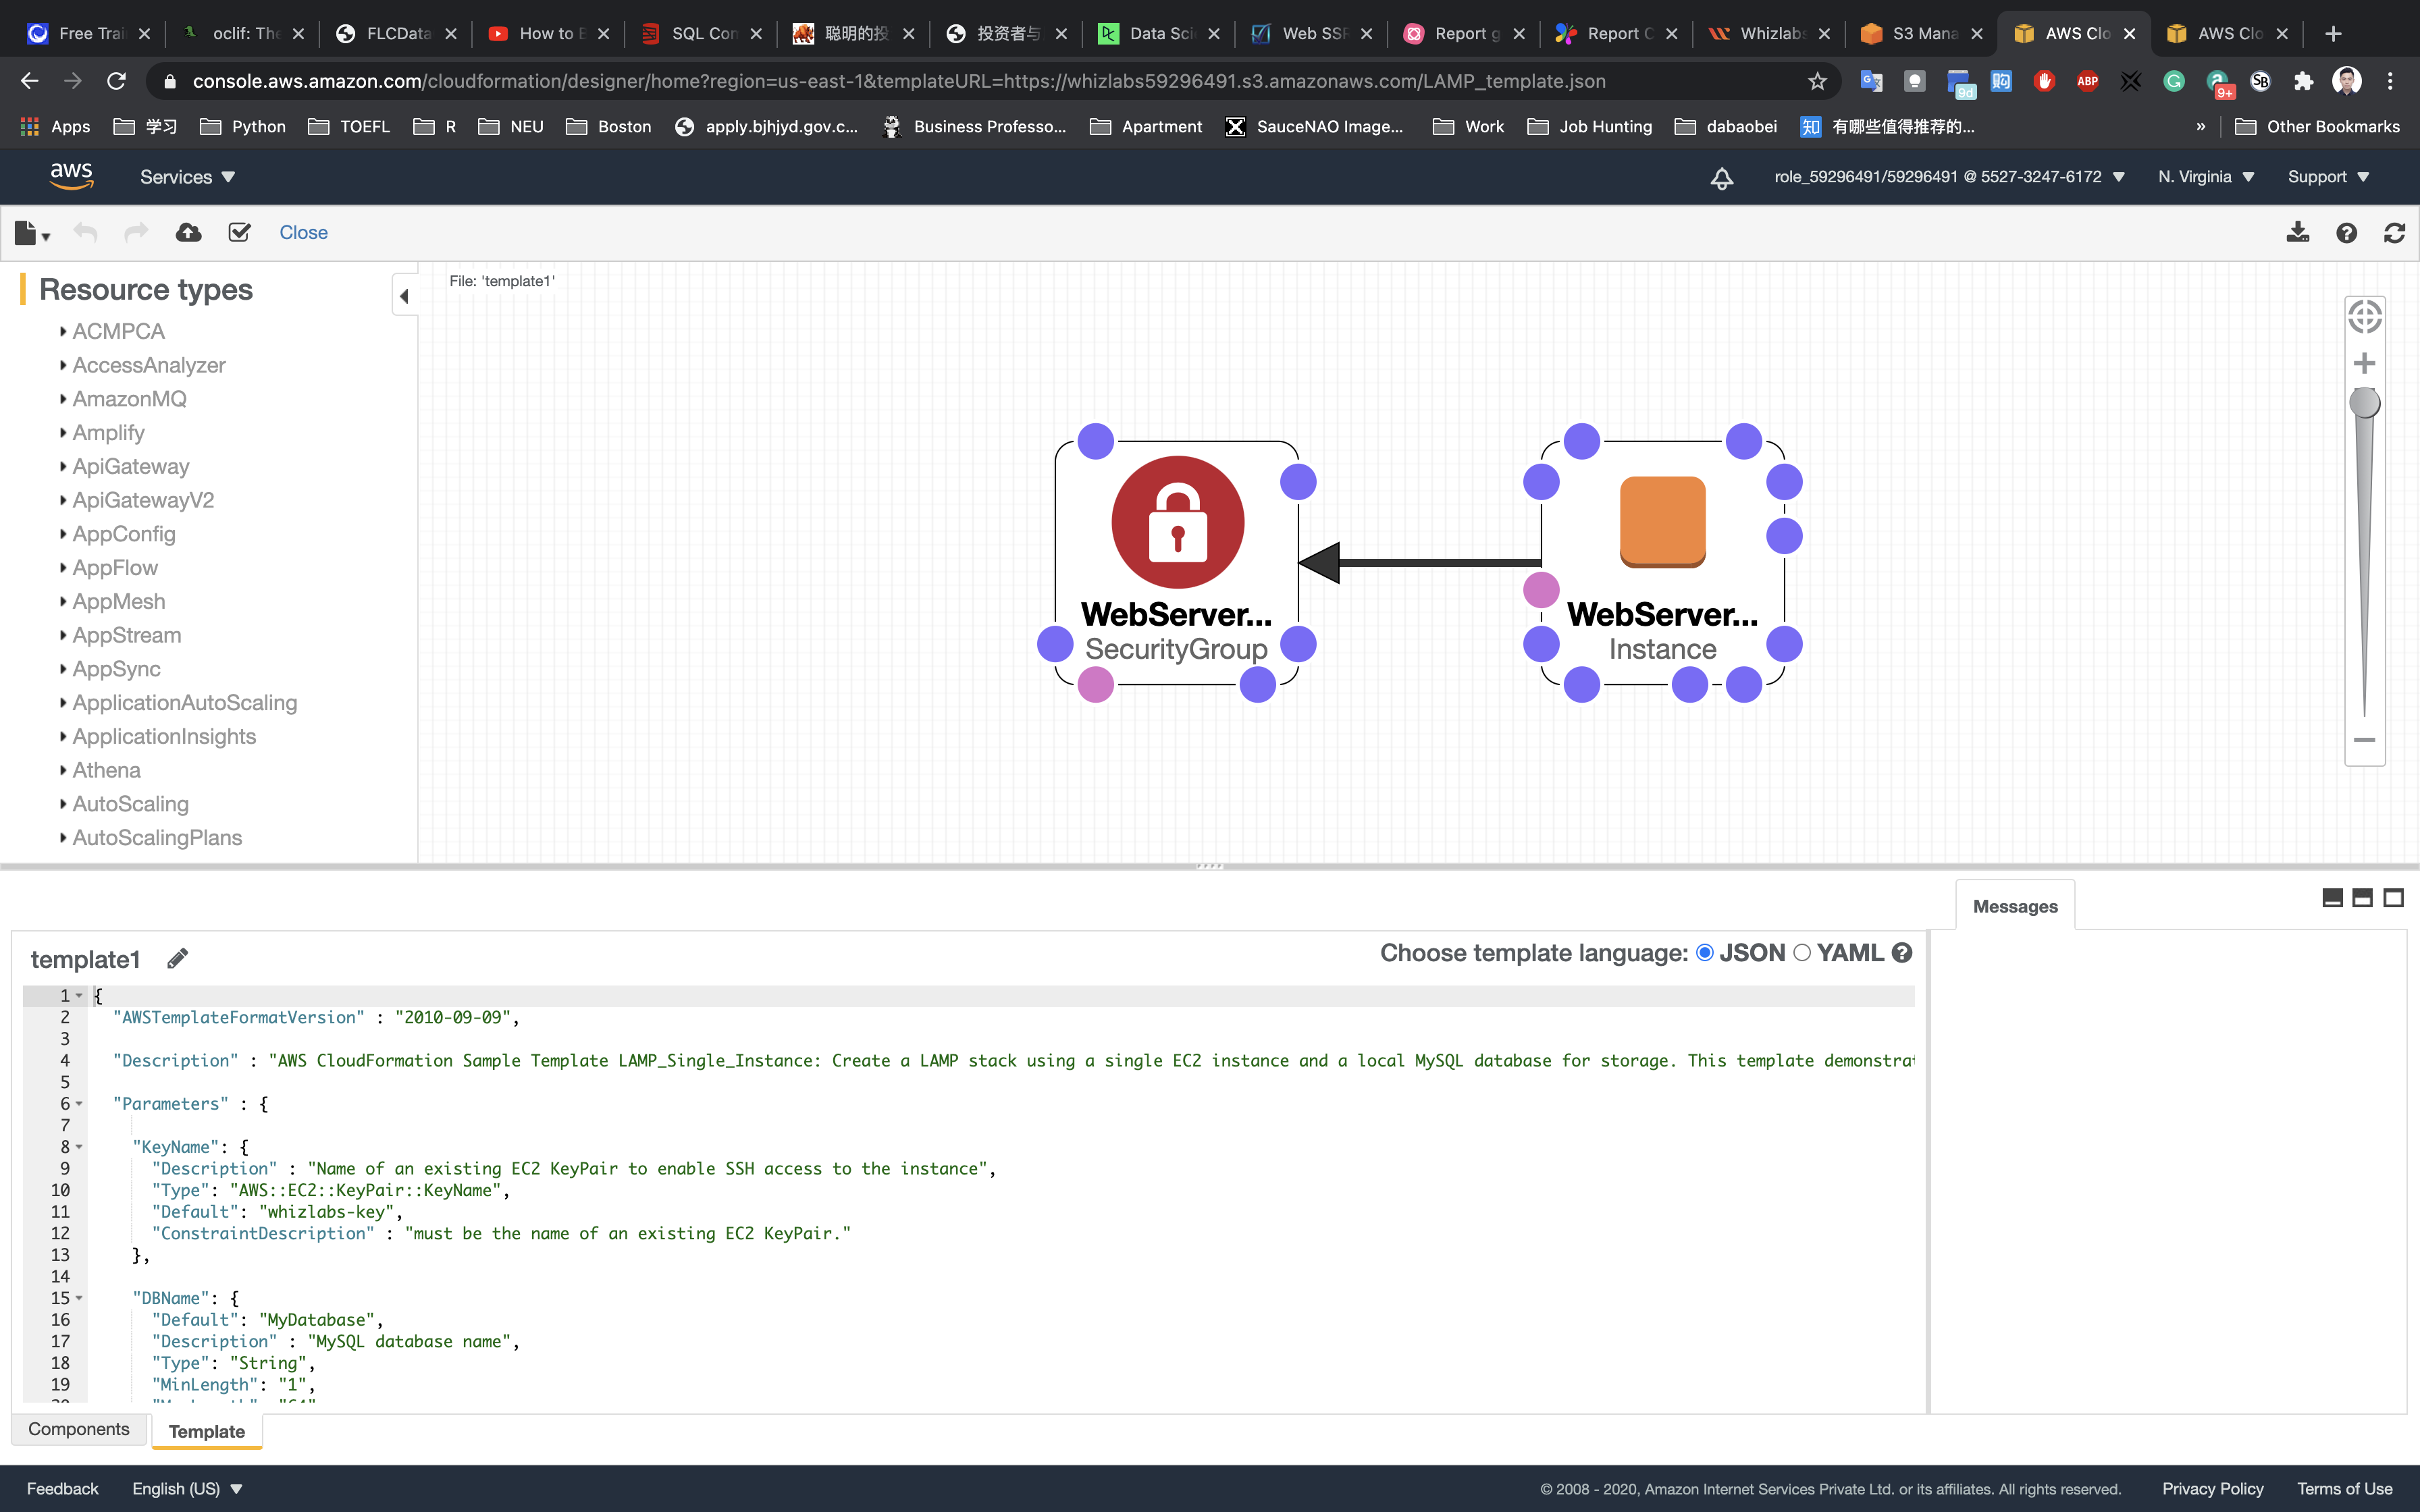 Free Trai
oclif: The
FLCData
How to E
SQL Con
聪明的投
投资者与
Data Sci
Web SSR
Report g
Report C
Whizlabs
S3 Mana
AWS Clo
AWS Clo
console.aws.amazon.com/cloudformation/designer/home?region=us-east-1&templateURL=https://whizlabs59296491.s3.amazonaws.com/LAMP_template.json
9d
ABP
9+
SB
Apps
学习
Python
TOEFL
R
NEU
Boston
apply.bjhjyd.gov.c...
Business Professo...
Apartment
SauceNAO Image...
Work
Job Hunting
dabaobei
知 有哪些值得推荐的...
»
Other Bookmarks
aws
Services
role_59296491/59296491 @ 5527-3247-6172
N. Virginia
Support
Close
Resource types
ACMPCA
AccessAnalyzer
AmazonMQ
Amplify
ApiGateway
ApiGatewayV2
AppConfig
AppFlow
AppMesh
AppStream
AppSync
ApplicationAutoScaling
ApplicationInsights
Athena
AutoScaling
AutoScalingPlans
File: 'template1'
WebServer...
SecurityGroup
WebServer...
Instance
Messages
template1
Choose template language: JSON YAML
1 {
2 "AWSTemplateFormatVersion" : "2010-09-09",
3
4 "Description" : "AWS CloudFormation Sample Template LAMP_Single_Instance: Create a LAMP stack using a single EC2 instance and a local MySQL database for storage. This template demonstrat
5
6 "Parameters" : {
7
8 "KeyName": {
9 "Description" : "Name of an existing EC2 KeyPair to enable SSH access to the instance",
10 "Type": "AWS::EC2::KeyPair::KeyName",
11 "Default": "whizlabs-key",
12 "ConstraintDescription" : "must be the name of an existing EC2 KeyPair."
13 },
14
15 "DBName": {
16 "Default": "MyDatabase",
17 "Description" : "MySQL database name",
18 "Type": "String",
19 "MinLength": "1",
Components
Template
Feedback
English (US)
© 2008 - 2020, Amazon Internet Services Private Ltd. or its affiliates. All rights reserved.
Privacy Policy
Terms of Use